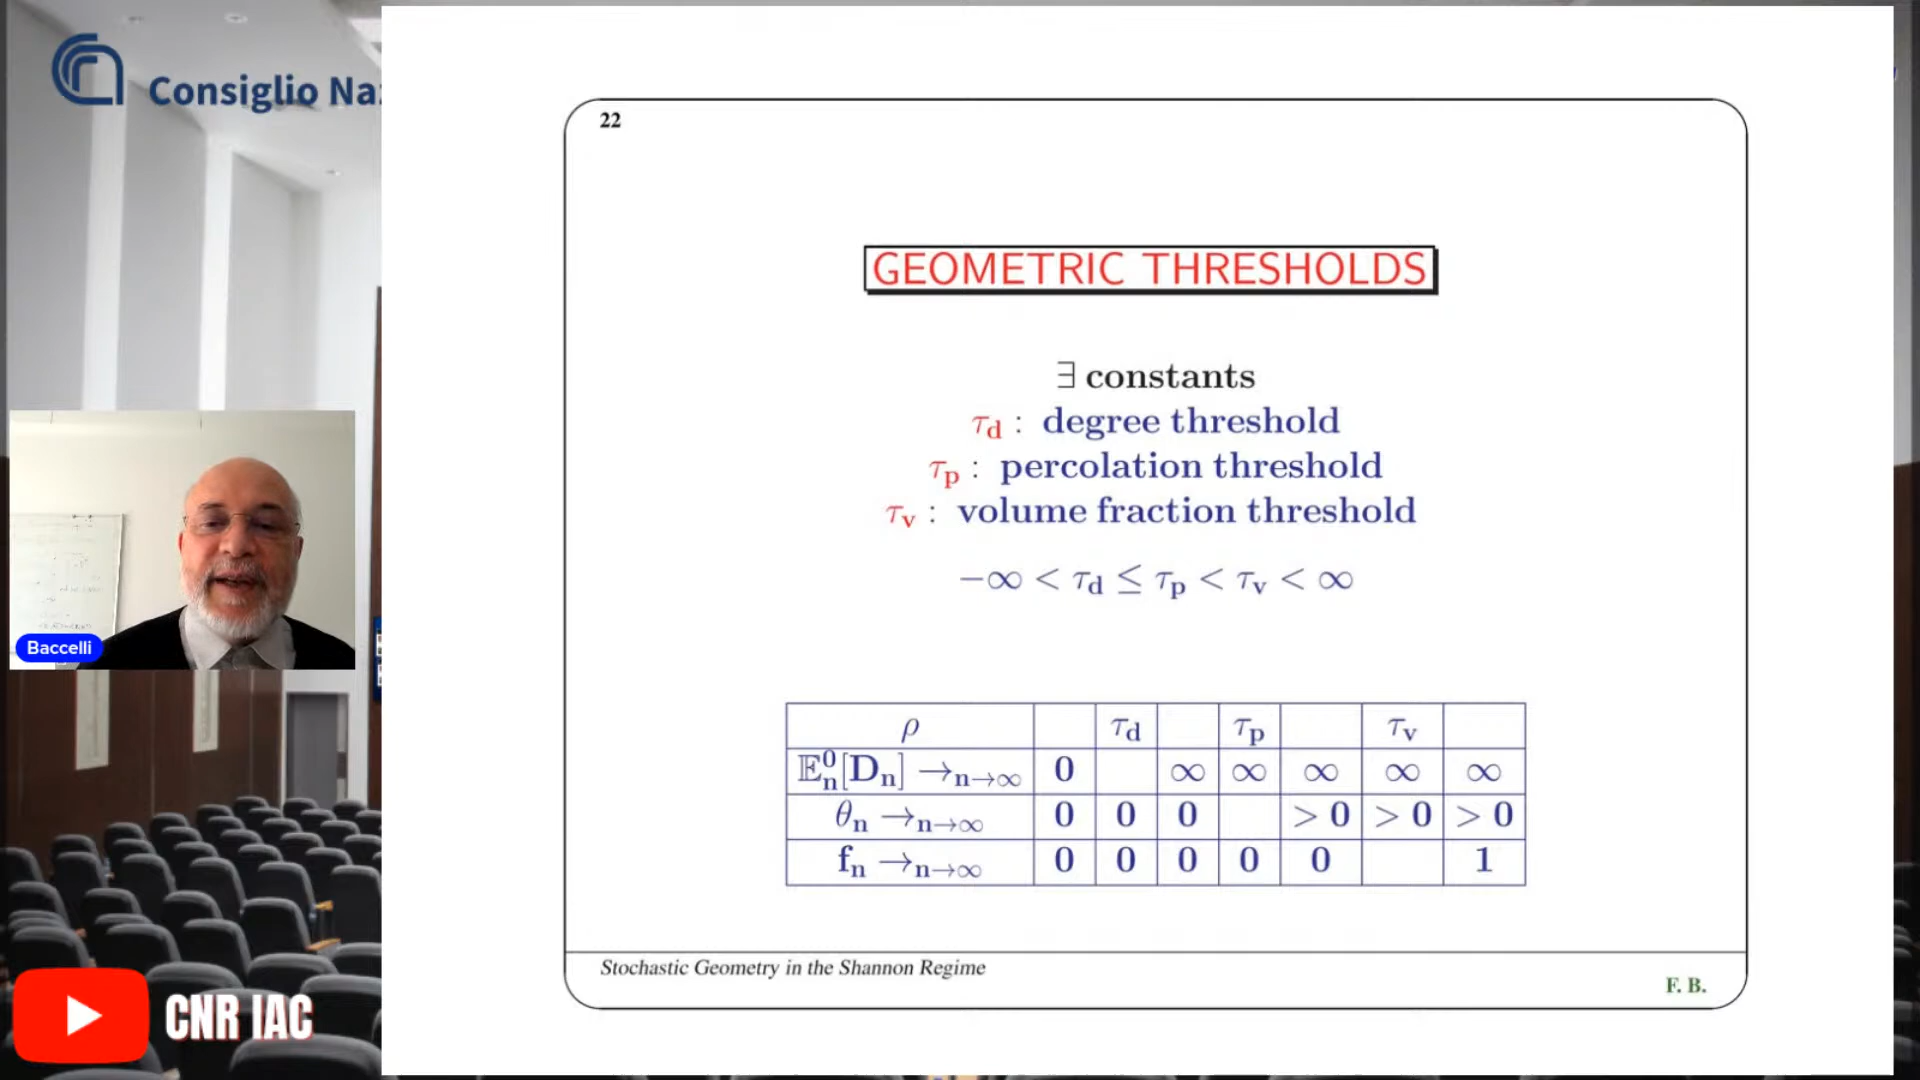 Consiglio Na
22
GEOMETRIC THRESHOLDS
∃ constants
τd : degree threshold
τp : percolation threshold
τv : volume fraction threshold
−∞ < τd ≤ τp < τv < ∞
ρ τd τp τv
𝔼⁰n[Dn] →n→∞ 0 ∞ ∞ ∞ ∞ ∞
θn →n→∞ 0 0 0 > 0 > 0 > 0
fn →n→∞ 0 0 0 0 0 1
Stochastic Geometry in the Shannon Regime
F. B.
Baccelli
CNR IAC